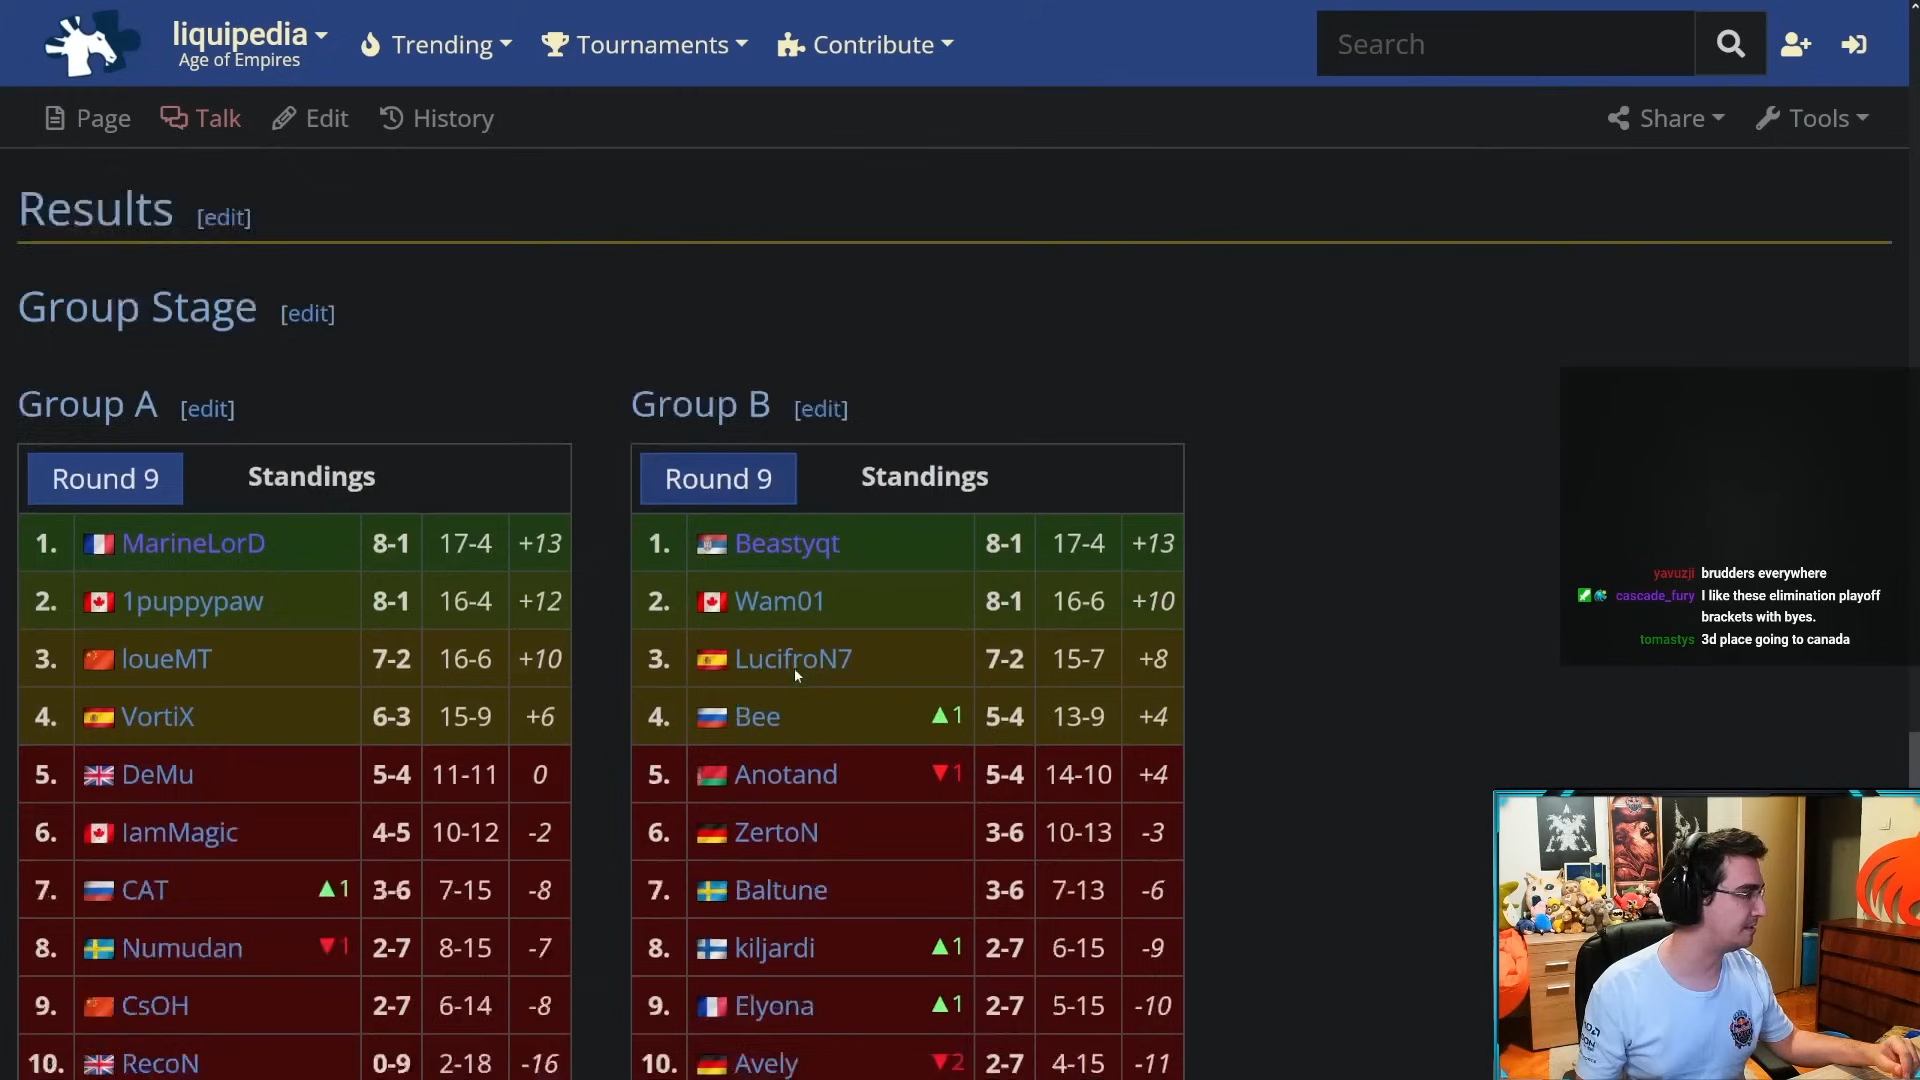 liquipedia
Age of Empires
Trending
Tournaments
Contribute
Search
Page
Talk
Edit
History
Share
Tools
Results [edit]
Group Stage [edit]
Group A [edit]
Round 9 Standings
1. MarineLorD 8-1 17-4 +13
2. 1puppypaw 8-1 16-4 +12
3. loueMT 7-2 16-6 +10
4. VortiX 6-3 15-9 +6
5. DeMu 5-4 11-11 0
6. IamMagic 4-5 10-12 -2
7. CAT ▲1 3-6 7-15 -8
8. Numudan ▼1 2-7 8-15 -7
9. CsOH 2-7 6-14 -8
10. RecoN 0-9 2-18 -16
Group B [edit]
Round 9 Standings
1. Beastyqt 8-1 17-4 +13
2. Wam01 8-1 16-6 +10
3. LucifroN7 7-2 15-7 +8
4. Bee ▲1 5-4 13-9 +4
5. Anotand ▼1 5-4 14-10 +4
6. ZertoN 3-6 10-13 -3
7. Baltune 3-6 7-13 -6
8. kiljardi ▲1 2-7 6-15 -9
9. Elyona ▲1 2-7 5-15 -10
10. Avely ▼2 2-7 4-15 -11
yavuzji brudders everywhere
cascade_fury I like these elimination playoff
brackets with byes.
tomastys 3d place going to canada